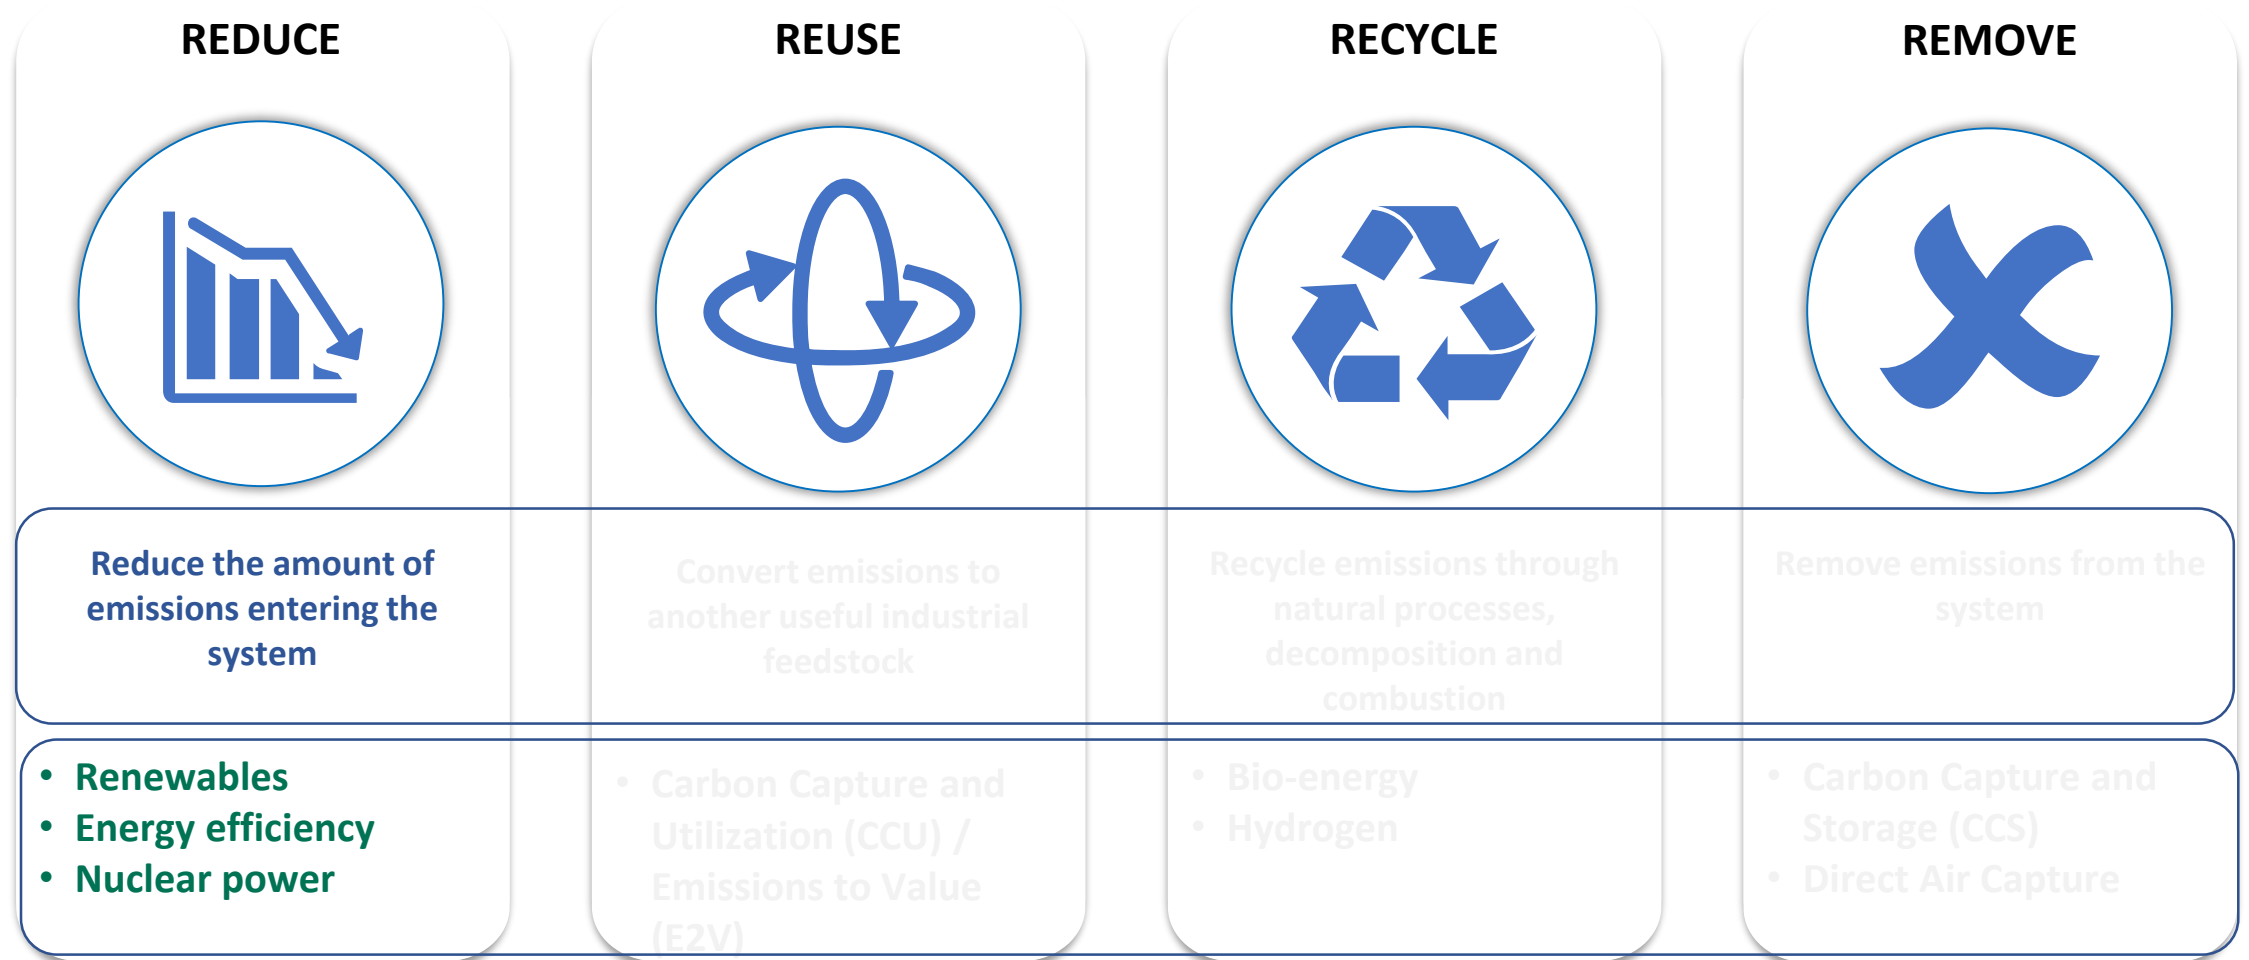 REDUCE
REUSE
RECYCLE
REMOVE
Reduce the amount of
emissions entering the
system
Convert emissions to
another useful industrial
feedstock
Recycle emissions through
natural processes,
decomposition and
combustion
Remove emissions from the
system
• Renewables
• Energy efficiency
• Nuclear power
• Carbon Capture and
Utilization (CCU) /
Emissions to Value
(E2V)
• Bio-energy
• Hydrogen
• Carbon Capture and
Storage (CCS)
• Direct Air Capture